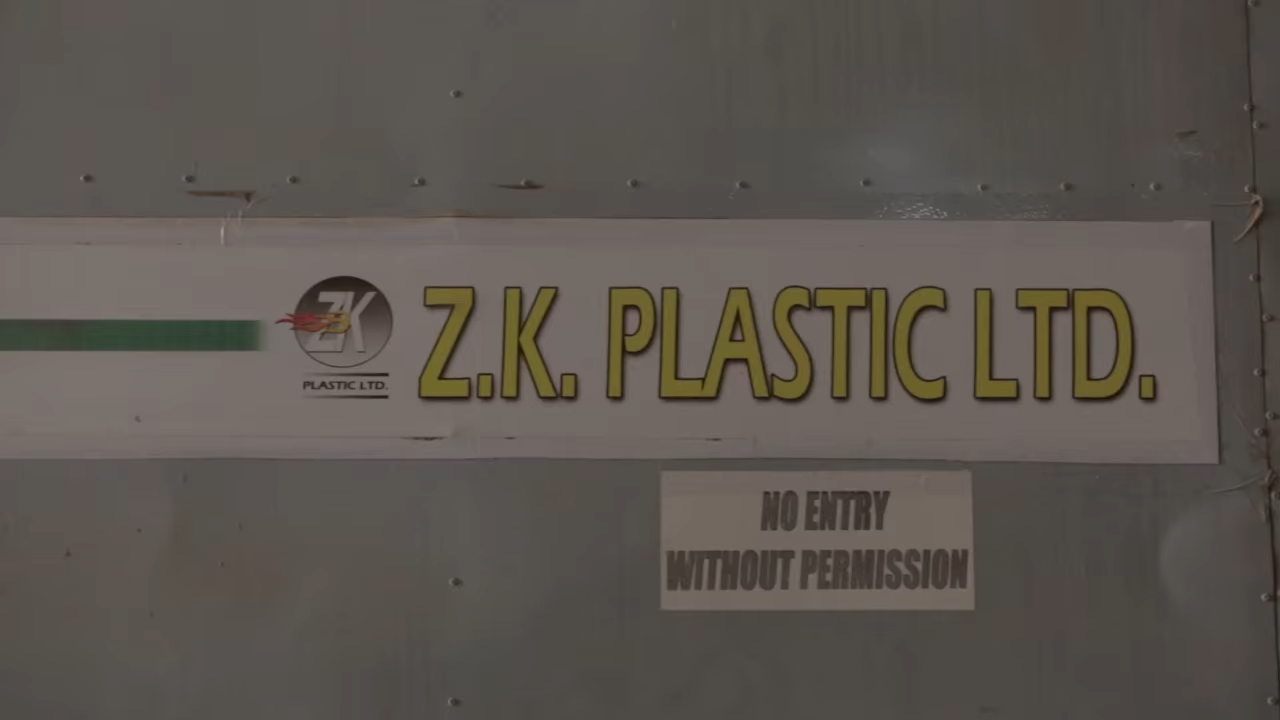 ZK
PLASTIC LTD.
Z.K. PLASTIC LTD.
NO ENTRY
WITHOUT PERMISSION